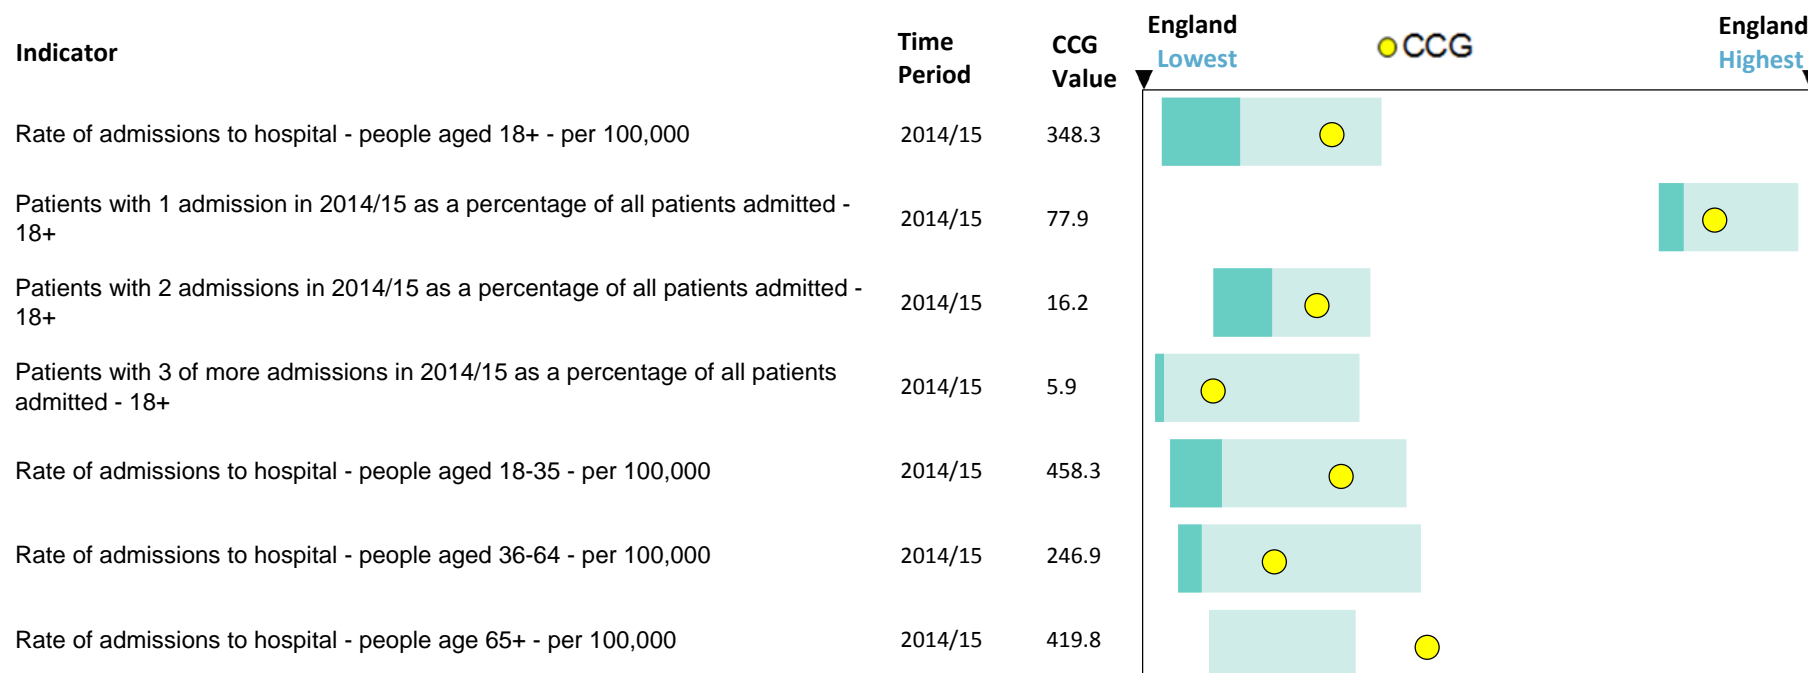 Indicator
Time
Period
CCG
Value
England
Lowest
CCG
England
Highest
Rate of admissions to hospital - people aged 18+ - per 100,000
2014/15
348.3
Patients with 1 admission in 2014/15 as a percentage of all patients admitted -
18+
2014/15
77.9
Patients with 2 admissions in 2014/15 as a percentage of all patients admitted -
18+
2014/15
16.2
Patients with 3 of more admissions in 2014/15 as a percentage of all patients
admitted - 18+
2014/15
5.9
Rate of admissions to hospital - people aged 18-35 - per 100,000
2014/15
458.3
Rate of admissions to hospital - people aged 36-64 - per 100,000
2014/15
246.9
Rate of admissions to hospital - people age 65+ - per 100,000
2014/15
419.8